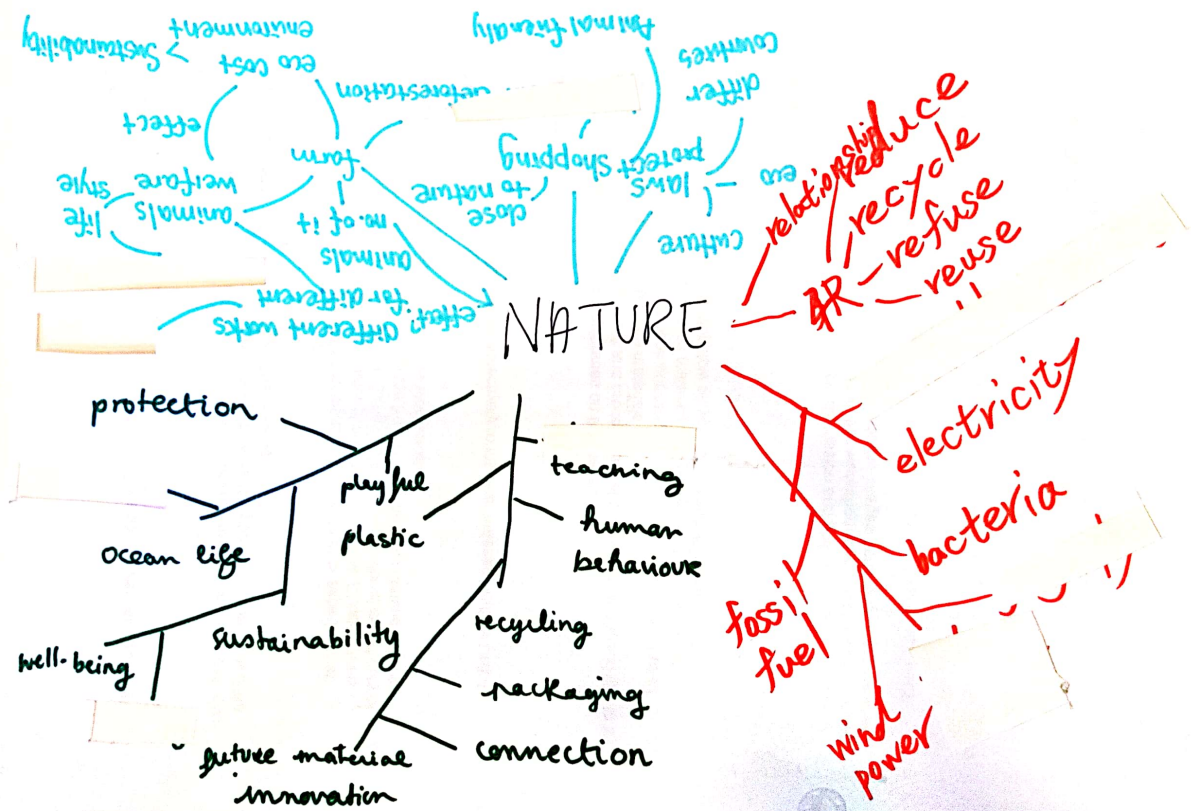 NATURE
Sustainability
eco cost
environment
effect
farm
deforestation
animals
welfare
life
style
no. of it
animals
effect?
different works
for different
shopping
Animal friendly
close
to nature
laws
protect
differ
countries
eco
culture
relationship
reduce
recycle
refuse
reuse
4R
electricity
bacteria
fossil
fuel
wind
power
protection
playful
ocean life
sustainability
well-being
teaching
plastic
human
behaviour
recycling
packaging
connection
future material
innovation